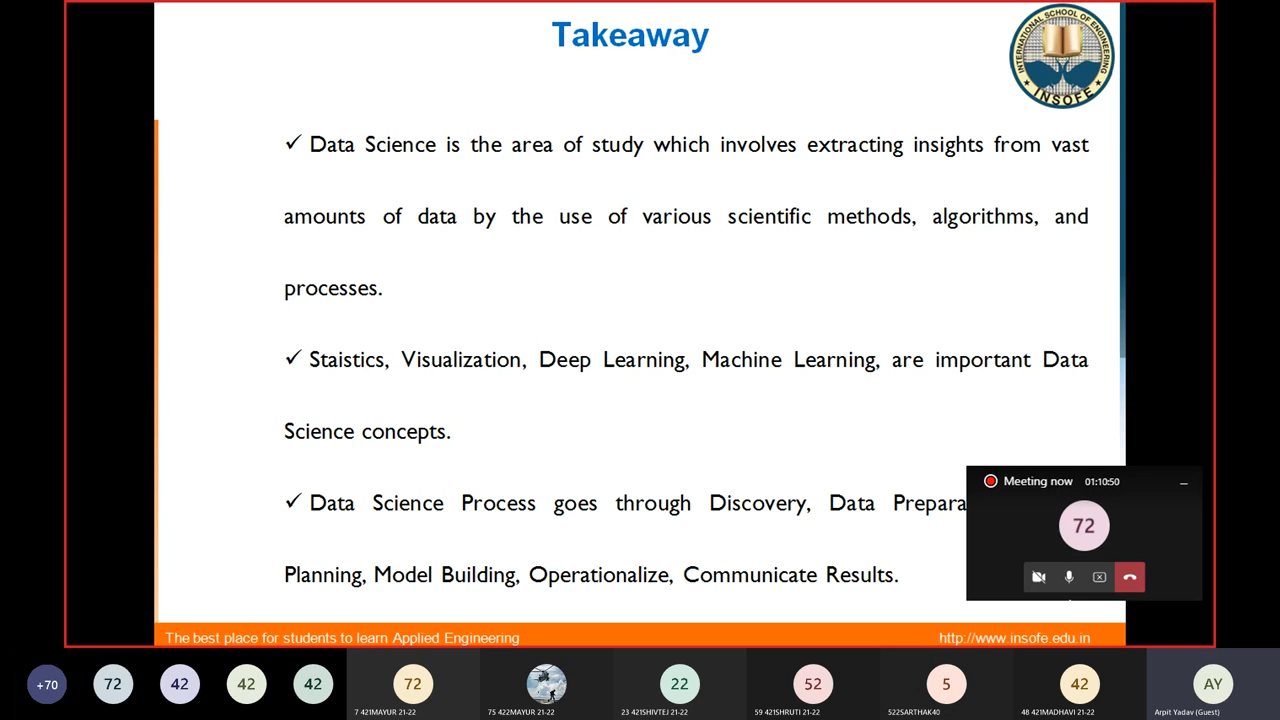 Takeaway
INTERNATIONAL SCHOOL OF ENGINEERING
INSOFE
✓ Data Science is the area of study which involves extracting insights from vast
amounts of data by the use of various scientific methods, algorithms, and
processes.
✓ Staistics, Visualization, Deep Learning, Machine Learning, are important Data
Science concepts.
✓ Data Science Process goes through Discovery, Data Prepara
Planning, Model Building, Operationalize, Communicate Results.
Meeting now 01:10:50
72
The best place for students to learn Applied Engineering
http://www.insofe.edu.in
+70 72 42 42 42 72 22 52 5 42 AY
7 421MAYUR 21-22
75 422MAYUR 21-22
23 421SHIVTEJ 21-22
59 421SHRUTI 21-22
522SARTHAK40
48 421MADHAVI 21-22
Arpit Yadav (Guest)